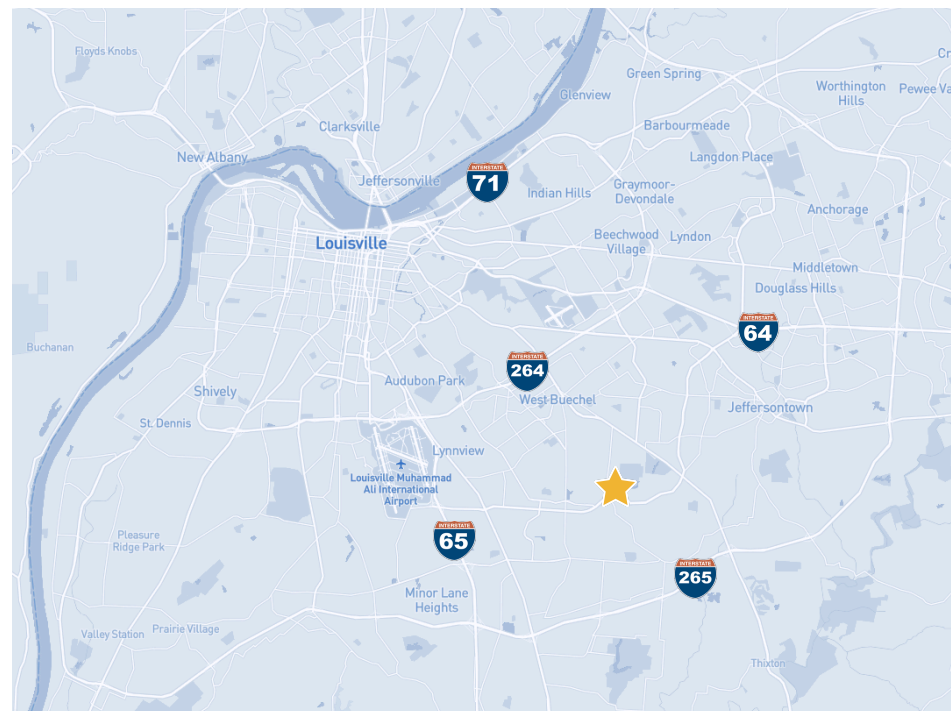 Floyds Knobs
Green Spring
Worthington
Hills
Pewee Va
Glenview
Clarksville
Barbourmeade
New Albany
Langdon Place
Jeffersonville
INTERSTATE
71
Indian Hills
Graymoor-
Devondale
Anchorage
Louisville
Beechwood
Village
Lyndon
Middletown
Douglass Hills
INTERSTATE
64
Buchanan
INTERSTATE
264
Audubon Park
Shively
West Buechel
Jeffersontown
St. Dennis
Lynnview
Louisville Muhammad
Ali International
Airport
INTERSTATE
65
Pleasure
Ridge Park
INTERSTATE
265
Minor Lane
Heights
Prairie Village
Valley Station
Thixton